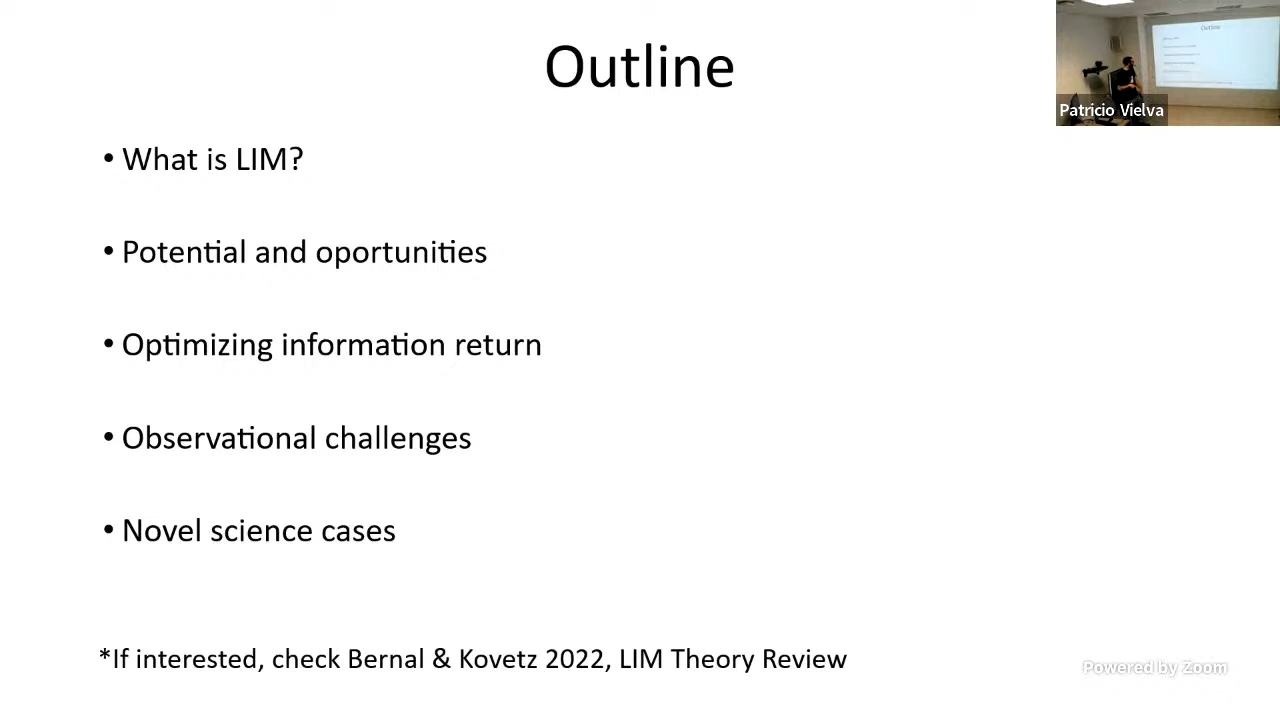 Outline
• What is LIM?
• Potential and oportunities
• Optimizing information return
• Observational challenges
• Novel science cases
*If interested, check Bernal & Kovetz 2022, LIM Theory Review
Outline
Patricio Vielva
Powered by Zoom